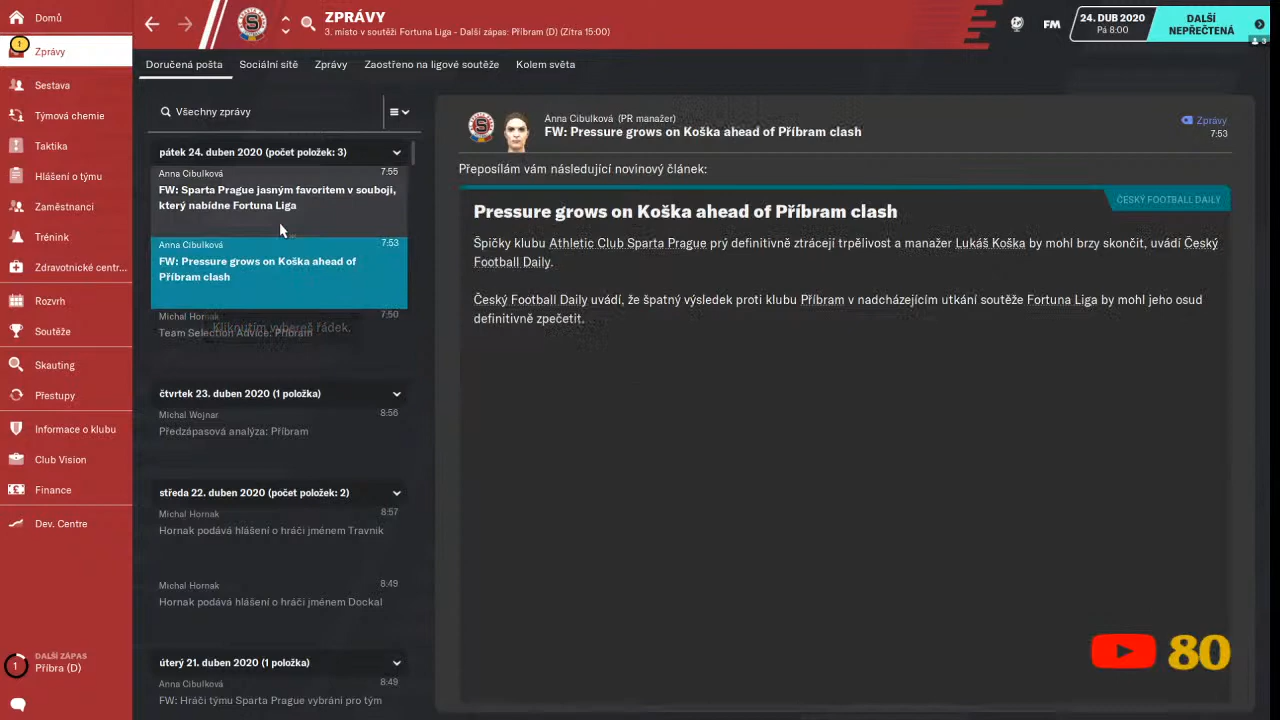 Domů
1
Zprávy
Sestava
Týmová chemie
Taktika
Hlášení o týmu
Zaměstnancí
Trénink
Zdravotnické centr...
Rozvrh
Soutěže
Skauting
Přestupy
Informace o klubu
Club Vision
Finance
Dev. Centre
1
DALŠÍ ZÁPAS
Příbra (D)
S
ZPRÁVY
3. místo v soutěži Fortuna Liga - Další zápas: Příbram (D) (Zítra 15:00)
FM
24. DUB 2020
Pá 8:00
DALŠÍ
NEPŘEČTENÁ
3
Doručená pošta
Sociální sítě
Zprávy
Zaostřeno na ligové soutěže
Kolem světa
Všechny zprávy
pátek 24. duben 2020 (počet položek: 3)
Anna Cibulková 7:55
FW: Sparta Prague jasným favoritem v souboji,
který nabídne Fortuna Liga
Anna Cibulková 7:53
FW: Pressure grows on Koška ahead of
Příbram clash
Michal Hornak 7:50
Kliknutím vybereš řádek.
Team Selection Advice: Příbram
čtvrtek 23. duben 2020 (1 položka)
Michal Wojnar 8:56
Předzápasová analýza: Příbram
středa 22. duben 2020 (počet položek: 2)
Michal Hornak 8:57
Hornak podává hlášení o hráči jménem Travnik
Michal Hornak 8:49
Hornak podává hlášení o hráči jménem Dockal
úterý 21. duben 2020 (1 položka)
Anna Cibulková 8:49
FW: Hráči týmu Sparta Prague vybráni pro tým
S
Anna Cibulková (PR manažer)
FW: Pressure grows on Koška ahead of Příbram clash
Zprávy
7:53
Přeposílám vám následující novinový článek:
ČESKÝ FOOTBALL DAILY
Pressure grows on Koška ahead of Příbram clash
Špičky klubu Athletic Club Sparta Prague prý definitivně ztrácejí trpělivost a manažer Lukáš Koška by mohl brzy skončit, uvádí Český
Football Daily.
Český Football Daily uvádí, že špatný výsledek proti klubu Příbram v nadcházejícím utkání soutěže Fortuna Liga by mohl jeho osud
definitivně zpečetit.
80